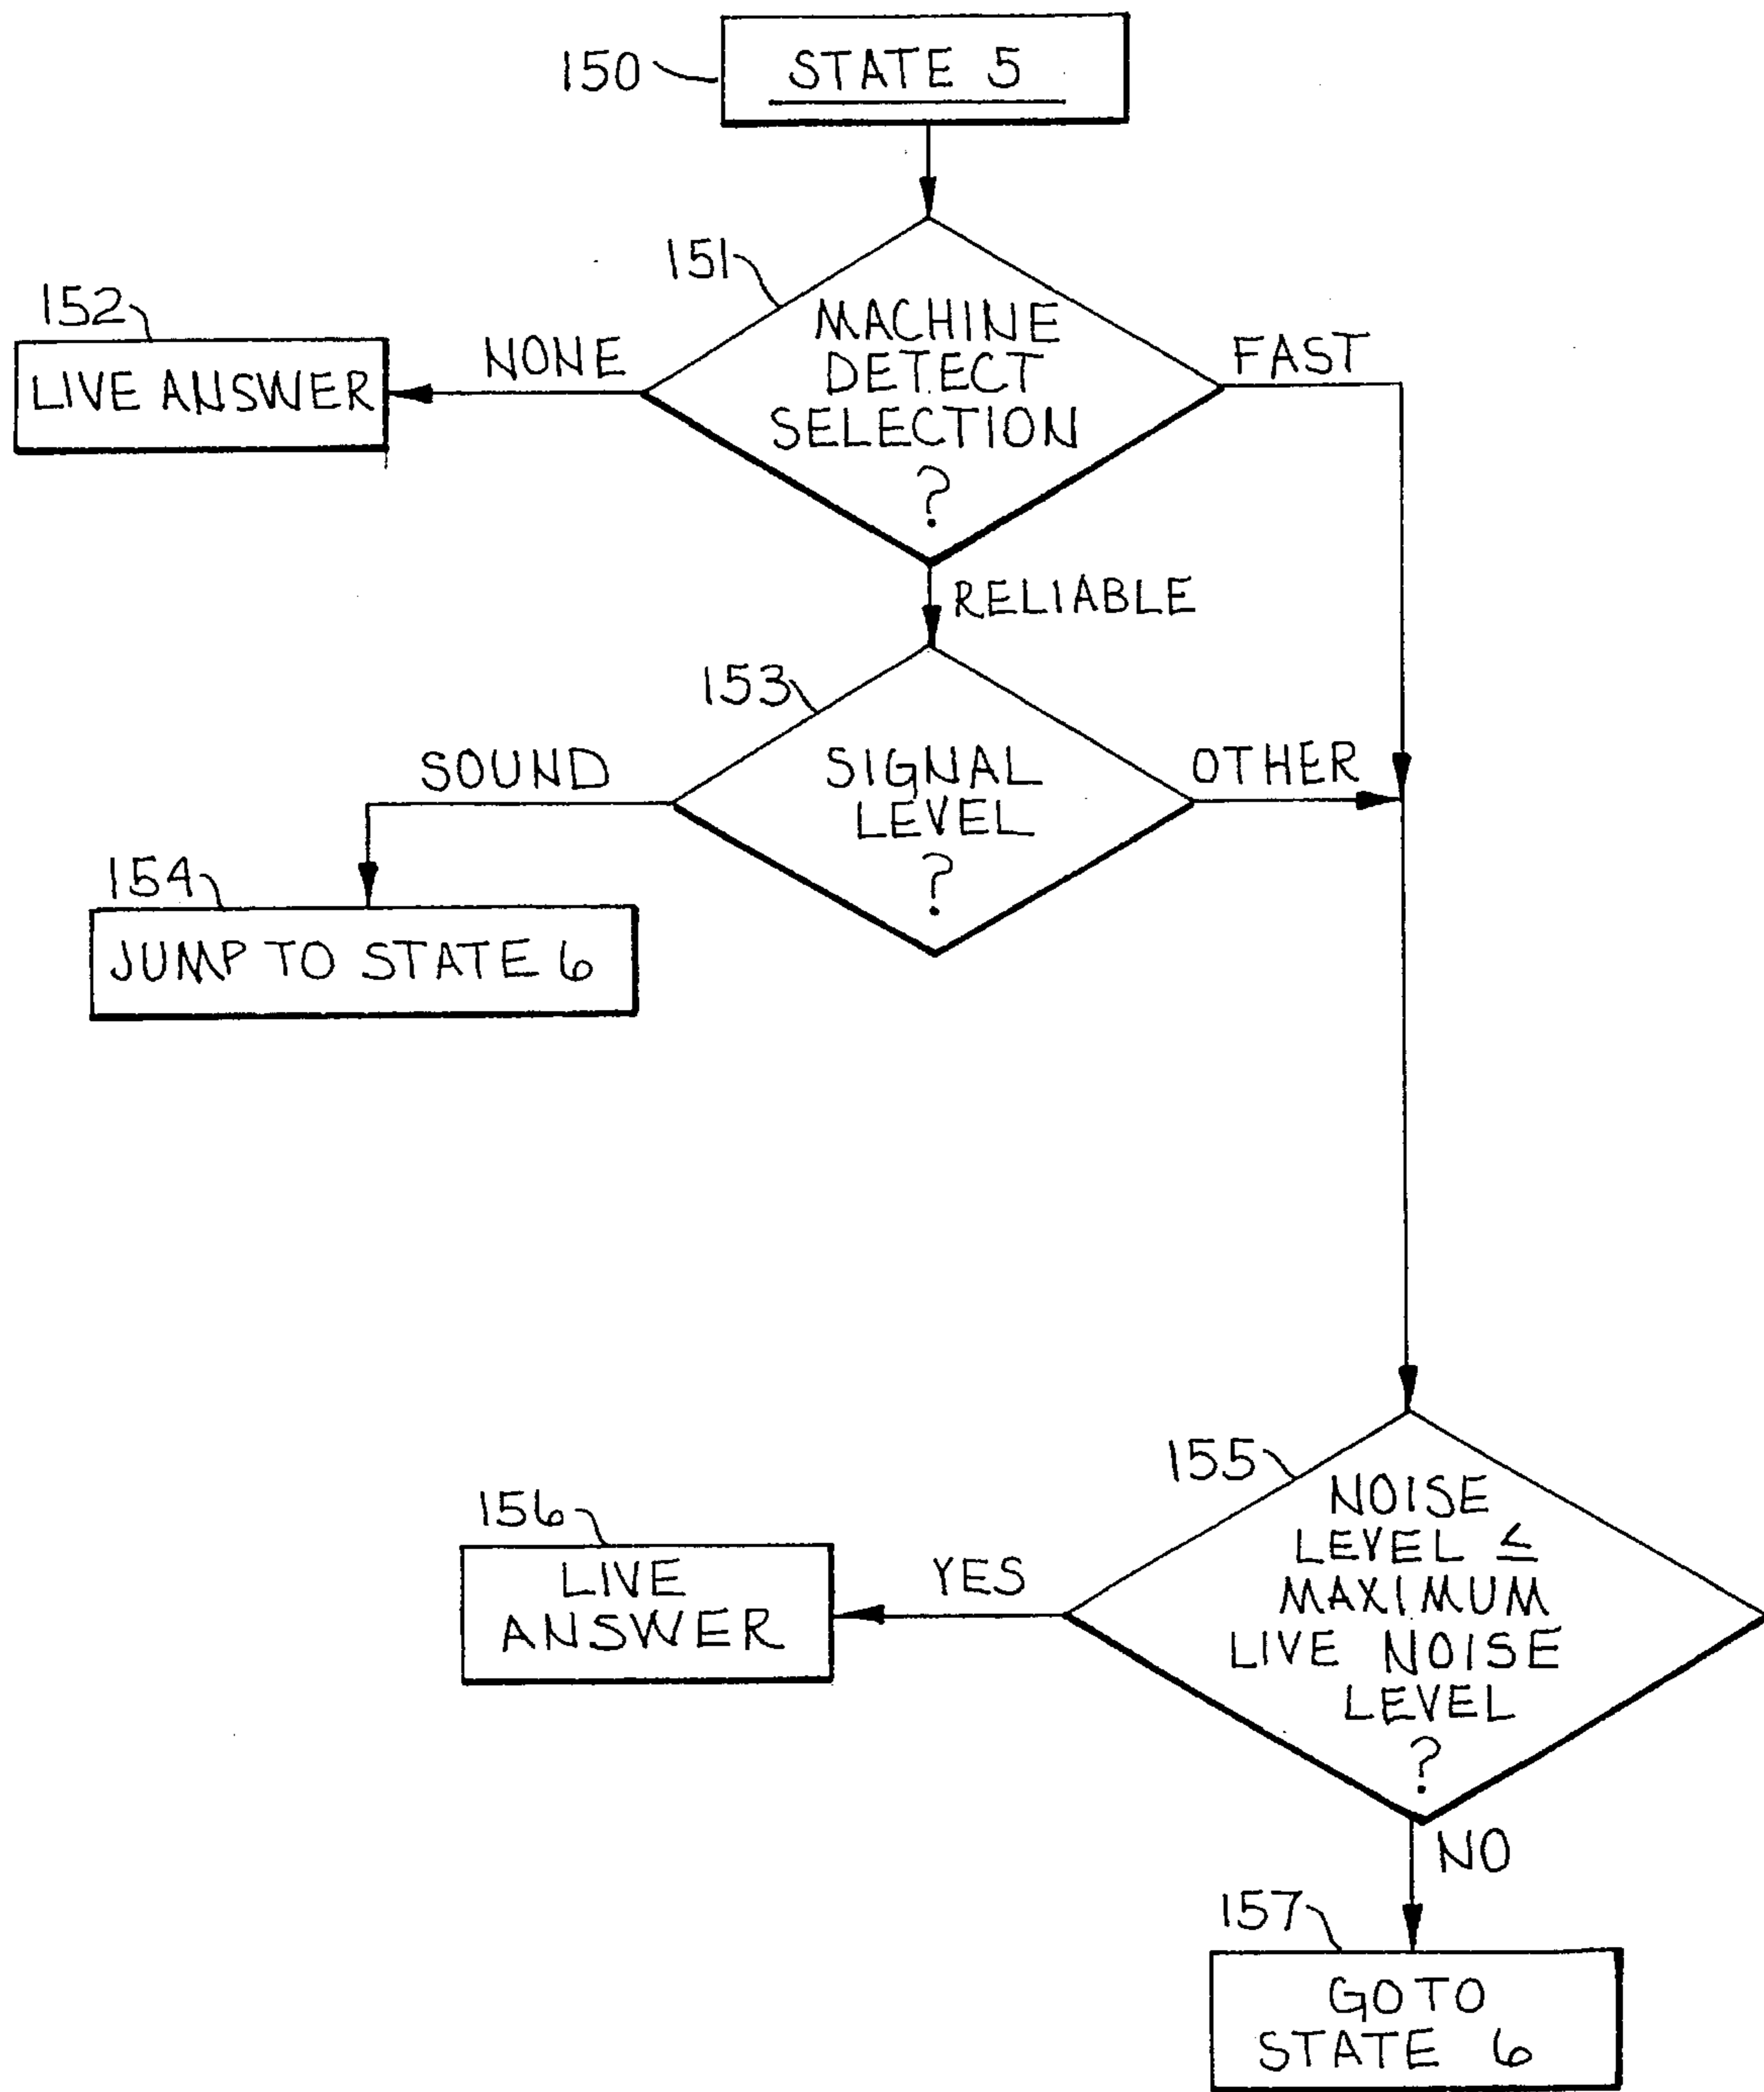 150
STATE 5
151
MACHINE
DETECT
SELECTION
?
152
LIVE ANSWER
NONE
FAST
RELIABLE
153
SIGNAL
LEVEL
?
SOUND
OTHER
154
JUMP TO STATE 6
155
NOISE
LEVEL ≤
MAXIMUM
LIVE NOISE
LEVEL
?
156
LIVE
ANSWER
YES
NO
157
GO TO
STATE 6